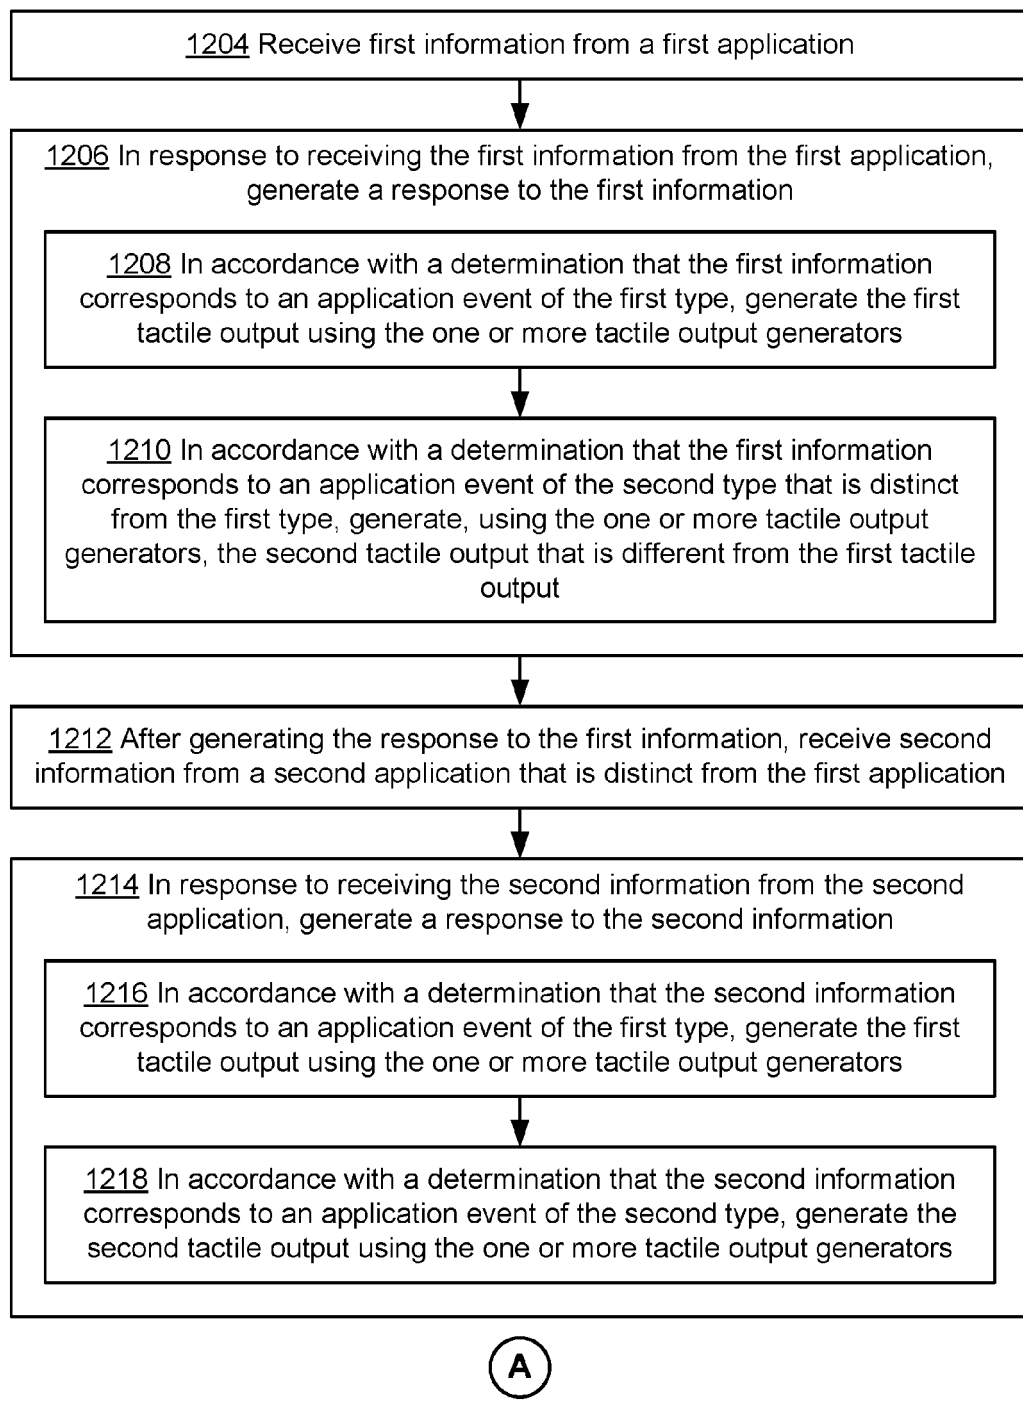 1204 Receive first information from a first application
1206 In response to receiving the first information from the first application,
generate a response to the first information
1208 In accordance with a determination that the first information
corresponds to an application event of the first type, generate the first
tactile output using the one or more tactile output generators
1210 In accordance with a determination that the first information
corresponds to an application event of the second type that is distinct
from the first type, generate, using the one or more tactile output
generators, the second tactile output that is different from the first tactile
output
1212 After generating the response to the first information, receive second
information from a second application that is distinct from the first application
1214 In response to receiving the second information from the second
application, generate a response to the second information
1216 In accordance with a determination that the second information
corresponds to an application event of the first type, generate the first
tactile output using the one or more tactile output generators
1218 In accordance with a determination that the second information
corresponds to an application event of the second type, generate the
second tactile output using the one or more tactile output generators
A